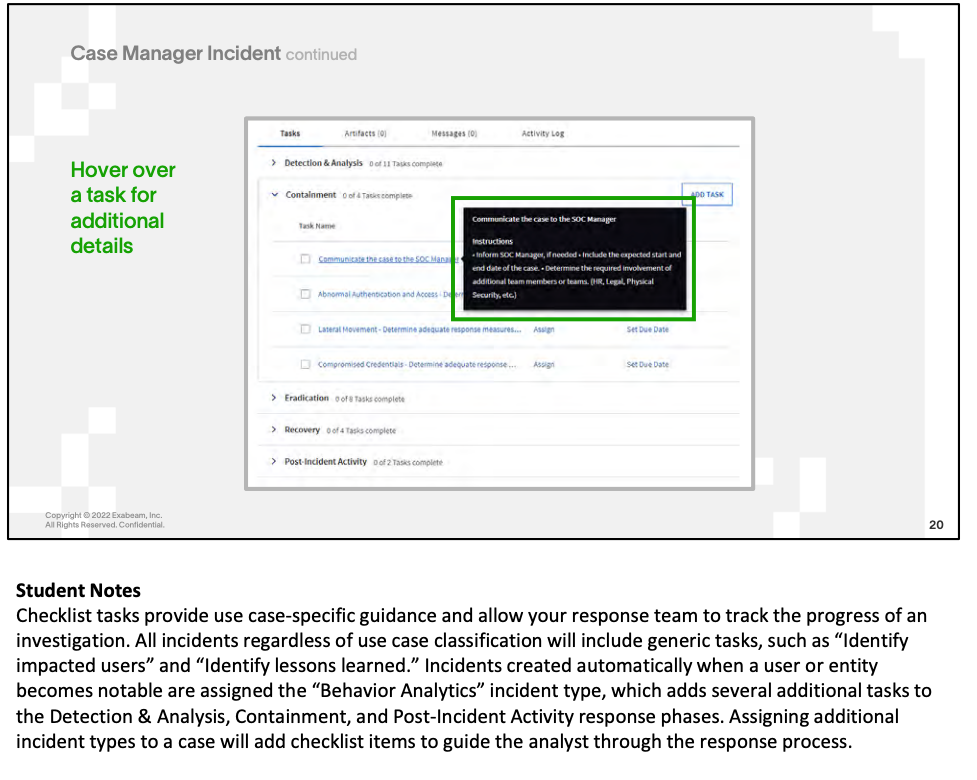 Case Manager Incident continued
Hover over
a task for
additional
details
Tasks Artifacts (0) Messages (0) Activity Log
Detection & Analysis 0 of 11 Tasks complete
Containment 0 of 4 Tasks complete
ADD TASK
Task Name
Communicate the case to the SOC Manager
Instructions
• Inform SOC Manager, if needed • Include the expected start and
end date of the case. • Determine the required involvement of
additional team members or teams. (HR, Legal, Physical
Security, etc.)
Communicate the case to the SOC Manager
Abnormal Authentication and Access - Deter
Lateral Movement - Determine adequate response measures... Assign Set Due Date
Compromised Credentials - Determine adequate response ... Assign Set Due Date
Eradication 0 of 8 Tasks complete
Recovery 0 of 4 Tasks complete
Post-Incident Activity 0 of 2 Tasks complete
Copyright © 2022 Exabeam, Inc.
All Rights Reserved. Confidential.
20
Student Notes
Checklist tasks provide use case-specific guidance and allow your response team to track the progress of an
investigation. All incidents regardless of use case classification will include generic tasks, such as “Identify
impacted users” and “Identify lessons learned.” Incidents created automatically when a user or entity
becomes notable are assigned the “Behavior Analytics” incident type, which adds several additional tasks to
the Detection & Analysis, Containment, and Post-Incident Activity response phases. Assigning additional
incident types to a case will add checklist items to guide the analyst through the response process.